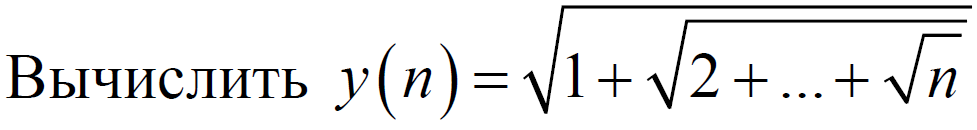 Вычислить y(n) = √(1 + √(2 + ... + √n))